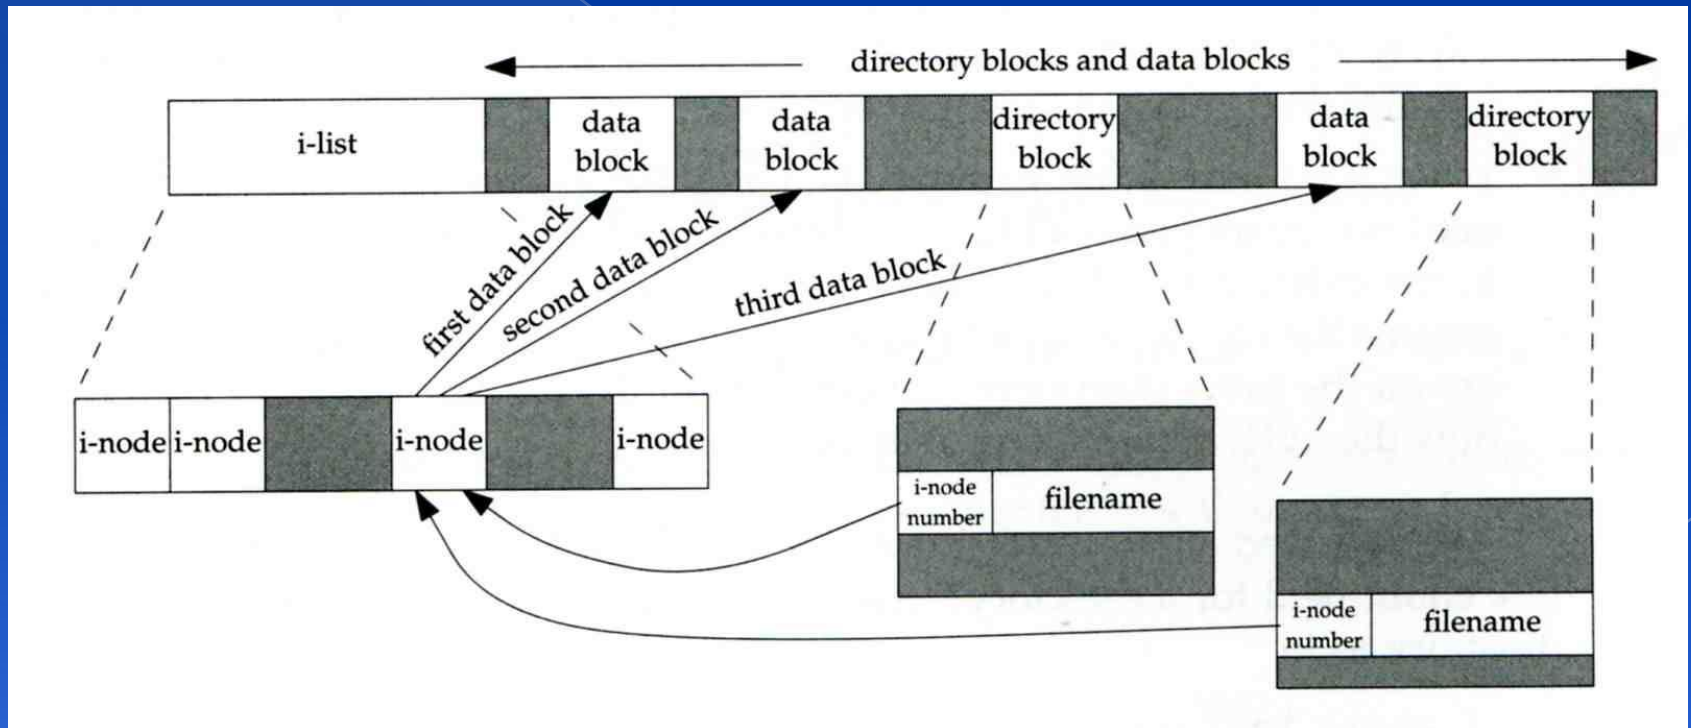 directory blocks and data blocks
i-list
data
block
data
block
directory
block
data
block
directory
block
first data block
second data block
third data block
i-node
i-node
i-node
i-node
i-node
number
filename
i-node
number
filename